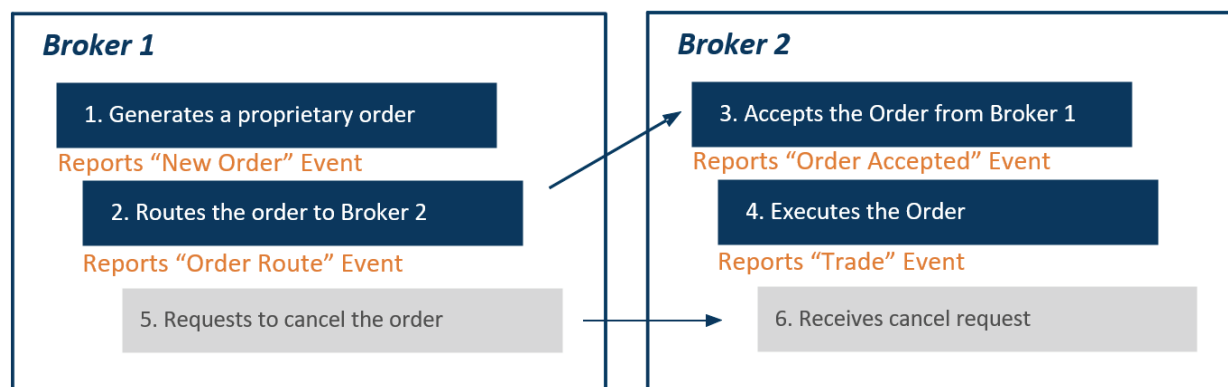 Broker 1
1. Generates a proprietary order
Reports “New Order” Event
2. Routes the order to Broker 2
Reports “Order Route” Event
5. Requests to cancel the order
Broker 2
3. Accepts the Order from Broker 1
Reports “Order Accepted” Event
4. Executes the Order
Reports “Trade” Event
6. Receives cancel request